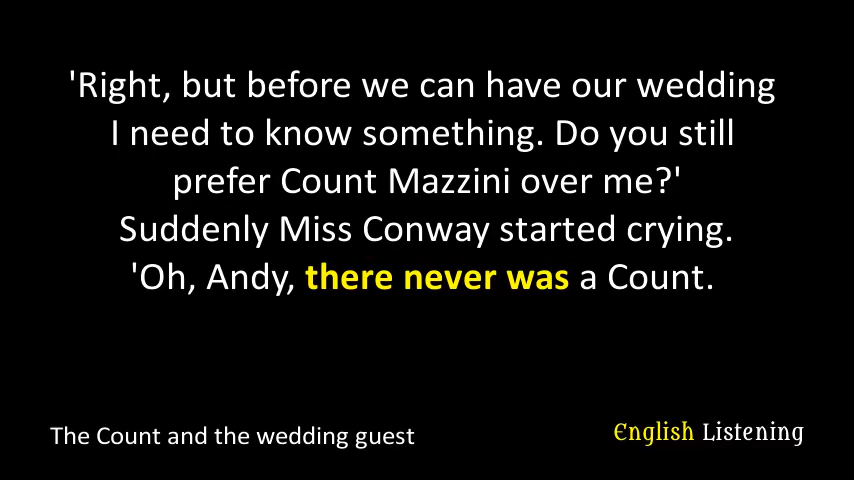 'Right, but before we can have our wedding
I need to know something. Do you still
prefer Count Mazzini over me?'
Suddenly Miss Conway started crying.
'Oh, Andy, there never was a Count.
The Count and the wedding guest
English Listening